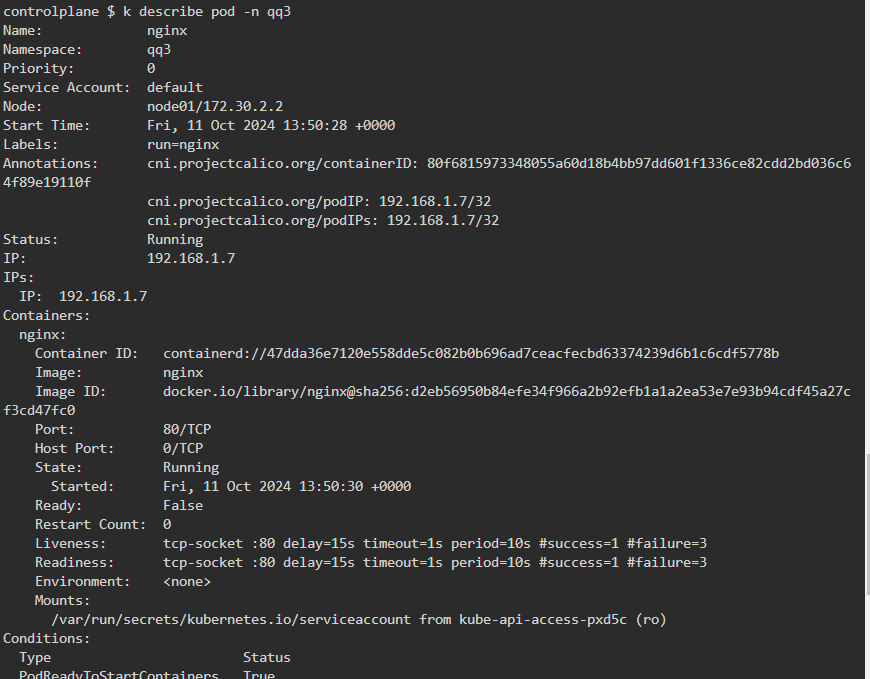 controlplane $ k describe pod -n qq3
Name:             nginx
Namespace:        qq3
Priority:         0
Service Account:  default
Node:             node01/172.30.2.2
Start Time:       Fri, 11 Oct 2024 13:50:28 +0000
Labels:           run=nginx
Annotations:      cni.projectcalico.org/containerID: 80f6815973348055a60d18b4bb97dd601f1336ce82cdd2bd036c6
4f89e19110f
                  cni.projectcalico.org/podIP: 192.168.1.7/32
                  cni.projectcalico.org/podIPs: 192.168.1.7/32
Status:           Running
IP:               192.168.1.7
IPs:
  IP:  192.168.1.7
Containers:
  nginx:
    Container ID:   containerd://47dda36e7120e558dde5c082b0b696ad7ceacfecbd63374239d6b1c6cdf5778b
    Image:          nginx
    Image ID:       docker.io/library/nginx@sha256:d2eb56950b84efe34f966a2b92efb1a1a2ea53e7e93b94cdf45a27c
f3cd47fc0
    Port:           80/TCP
    Host Port:      0/TCP
    State:          Running
      Started:      Fri, 11 Oct 2024 13:50:30 +0000
    Ready:          False
    Restart Count:  0
    Liveness:       tcp-socket :80 delay=15s timeout=1s period=10s #success=1 #failure=3
    Readiness:      tcp-socket :80 delay=15s timeout=1s period=10s #success=1 #failure=3
    Environment:    <none>
    Mounts:
      /var/run/secrets/kubernetes.io/serviceaccount from kube-api-access-pxd5c (ro)
Conditions:
  Type                        Status
  PodReadyToStartContainers   True